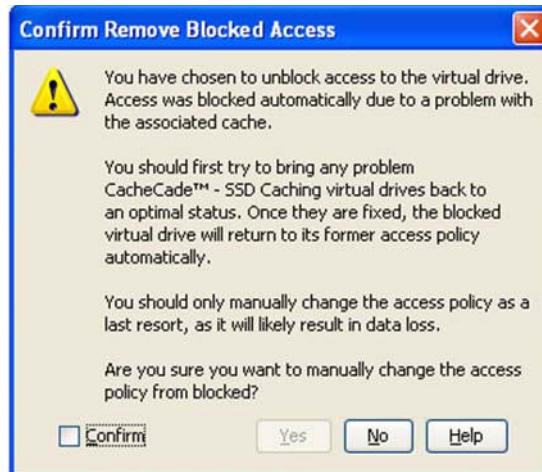 Confirm Remove Blocked Access
You have chosen to unblock access to the virtual drive.
Access was blocked automatically due to a problem with
the associated cache.
You should first try to bring any problem
CacheCade™ - SSD Caching virtual drives back to
an optimal status. Once they are fixed, the blocked
virtual drive will return to its former access policy
automatically.
You should only manually change the access policy as a
last resort, as it will likely result in data loss.
Are you sure you want to manually change the access
policy from blocked?
Confirm Yes No Help